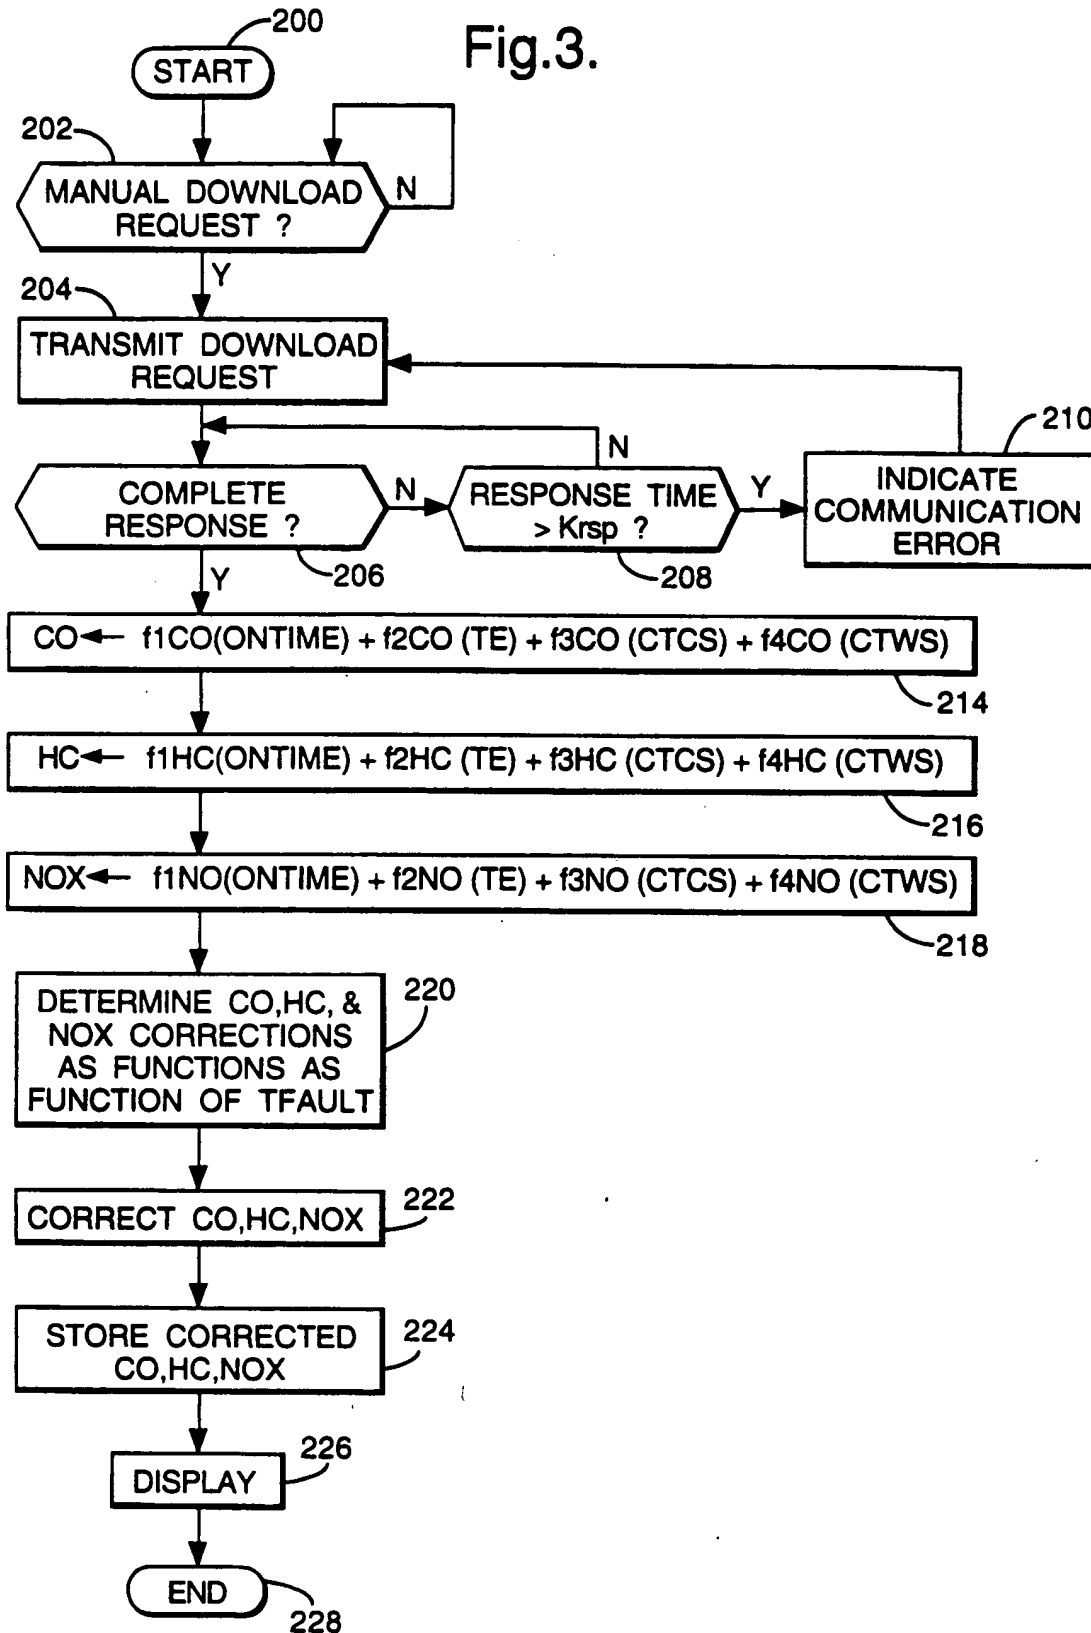 Fig.3.
200
START
202
MANUAL DOWNLOAD
REQUEST ?
N
Y
204
TRANSMIT DOWNLOAD
REQUEST
COMPLETE
RESPONSE ?
206
N
Y
RESPONSE TIME
> Krsp ?
208
N
Y
210
INDICATE
COMMUNICATION
ERROR
CO← f1CO(ONTIME) + f2CO (TE) + f3CO (CTCS) + f4CO (CTWS)
214
HC← f1HC(ONTIME) + f2HC (TE) + f3HC (CTCS) + f4HC (CTWS)
216
NOX← f1NO(ONTIME) + f2NO (TE) + f3NO (CTCS) + f4NO (CTWS)
218
DETERMINE CO,HC, &
NOX CORRECTIONS
AS FUNCTIONS AS
FUNCTION OF TFAULT
220
CORRECT CO,HC,NOX
222
STORE CORRECTED
CO,HC,NOX
224
DISPLAY
226
END
228